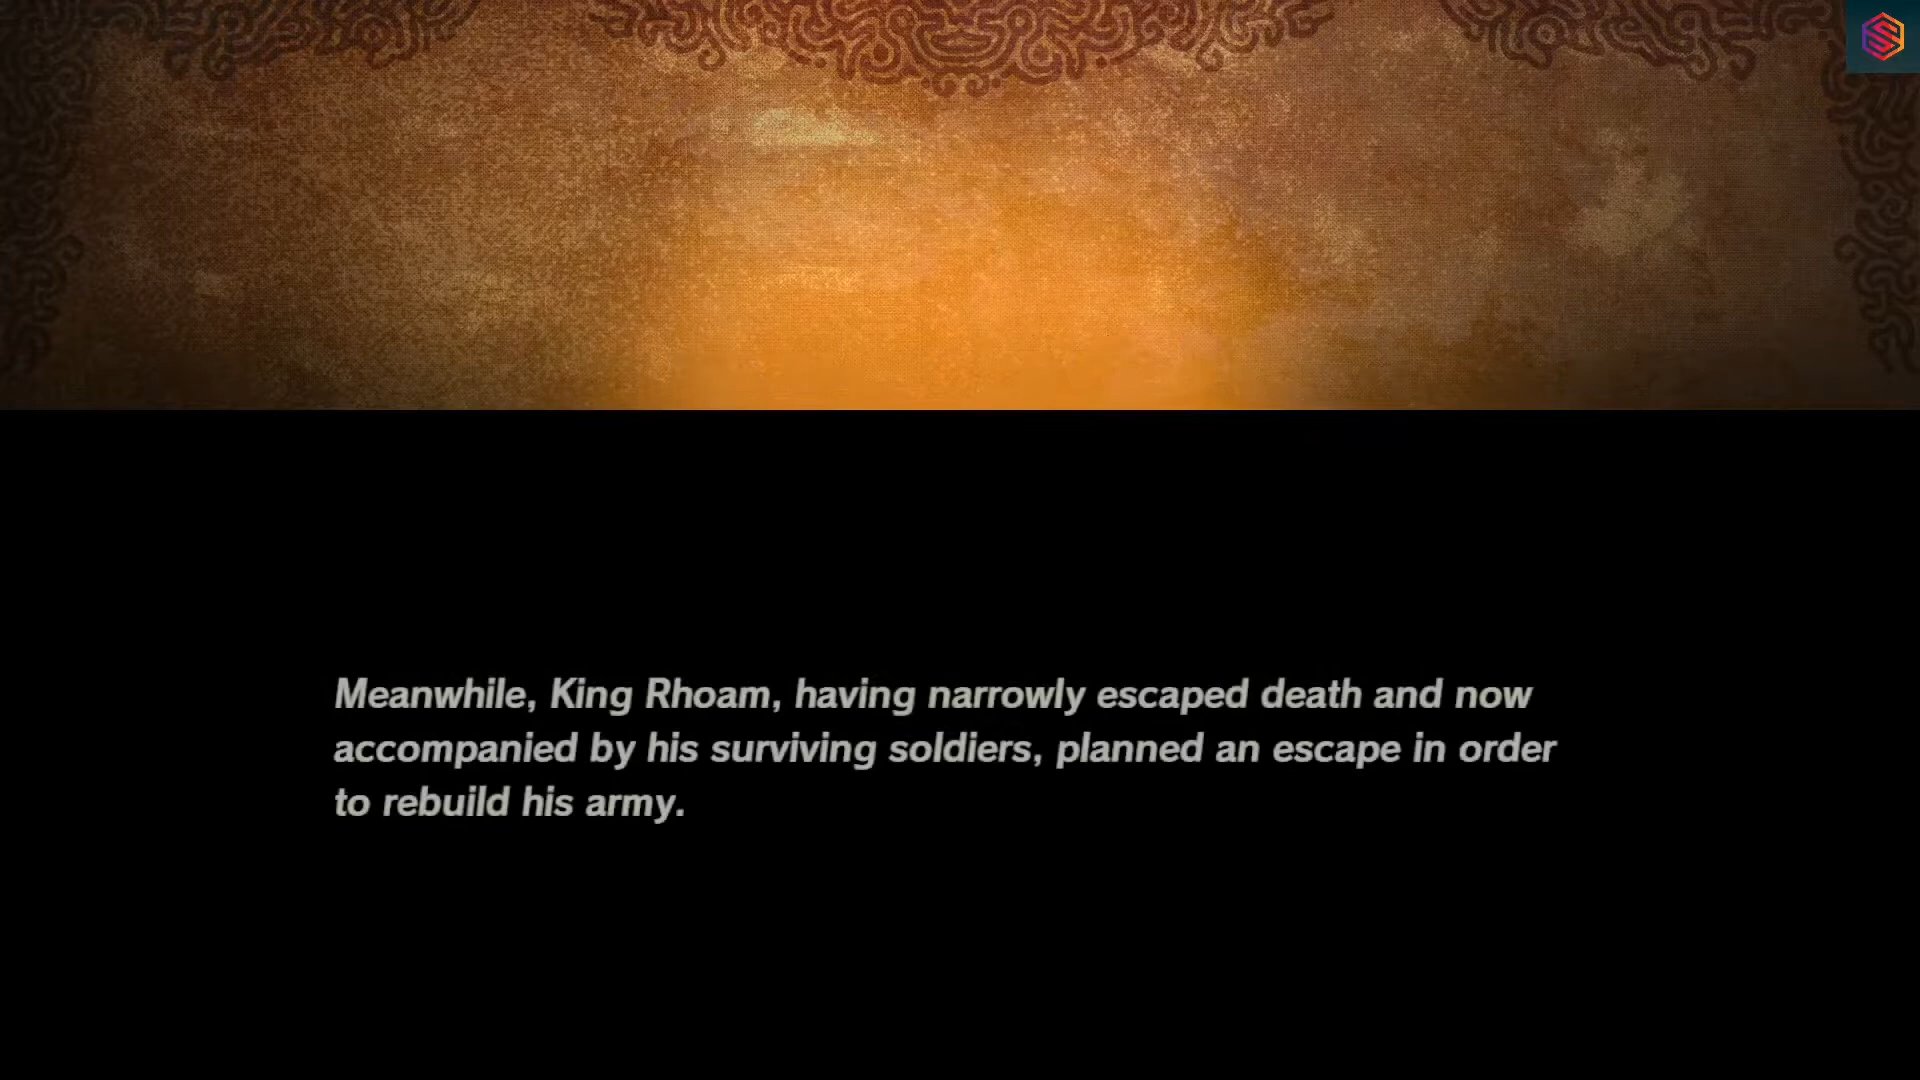 Meanwhile, King Rhoam, having narrowly escaped death and now
accompanied by his surviving soldiers, planned an escape in order
to rebuild his army.